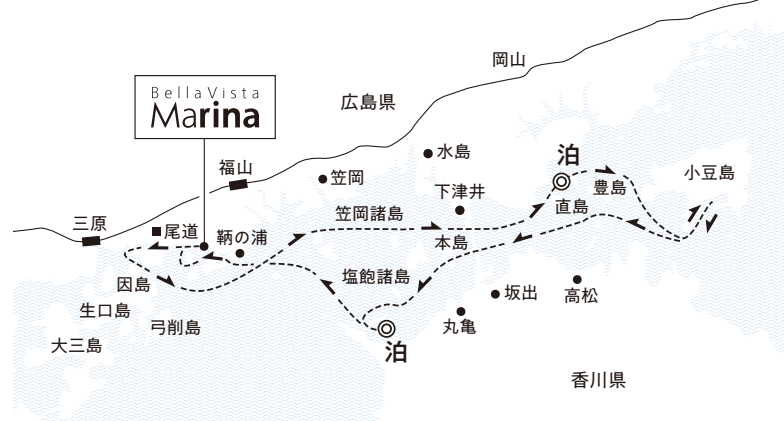 岡山
BellaVista
Marina
広島県
水島
泊
小豆島
福山
笠岡
下津井
豊島
直島
笠岡諸島
三原
尾道
鞆の浦
本島
因島
塩飽諸島
生口島
坂出
高松
弓削島
丸亀
大三島
泊
香川県